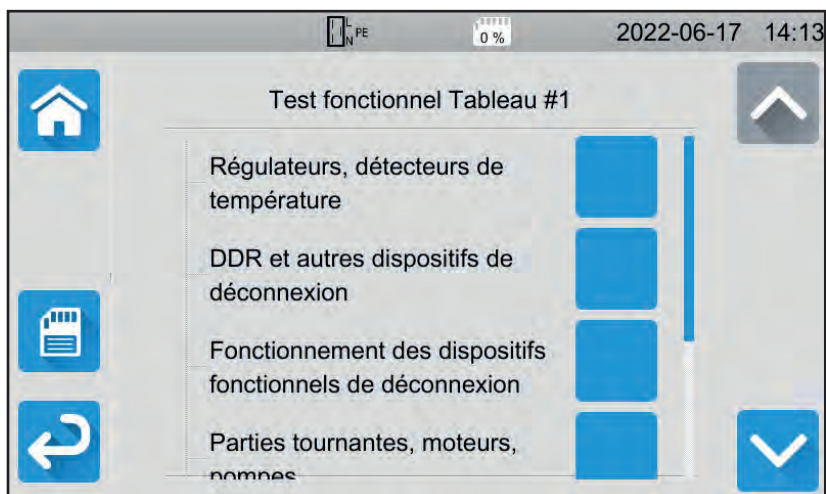 L
N PE
0 %
2022-06-17 14:13
Test fonctionnel Tableau #1
Régulateurs, détecteurs de
température
DDR et autres dispositifs de
déconnexion
Fonctionnement des dispositifs
fonctionnels de déconnexion
Parties tournantes, moteurs,
pompes